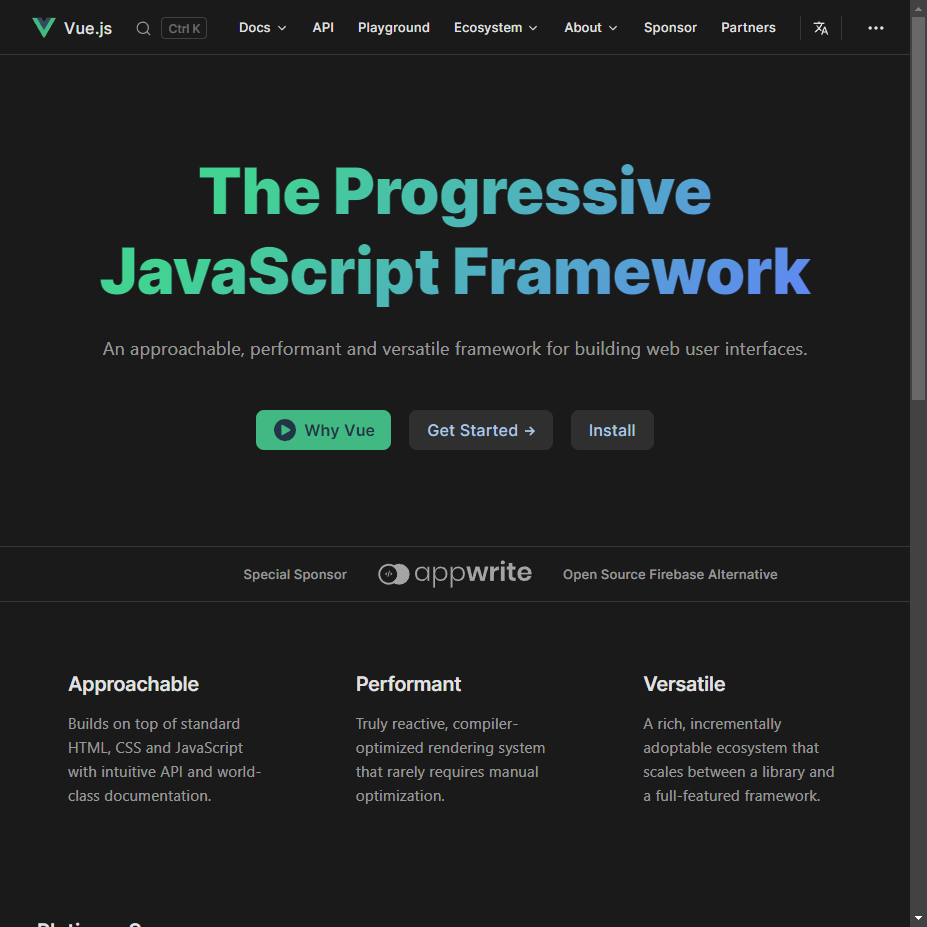 Vue.js Ctrl K Docs API Playground Ecosystem About Sponsor Partners
The Progressive
JavaScript Framework
An approachable, performant and versatile framework for building web user interfaces.
Why Vue Get Started → Install
Special Sponsor appwrite Open Source Firebase Alternative
Approachable
Builds on top of standard
HTML, CSS and JavaScript
with intuitive API and world-
class documentation.
Performant
Truly reactive, compiler-
optimized rendering system
that rarely requires manual
optimization.
Versatile
A rich, incrementally
adoptable ecosystem that
scales between a library and
a full-featured framework.